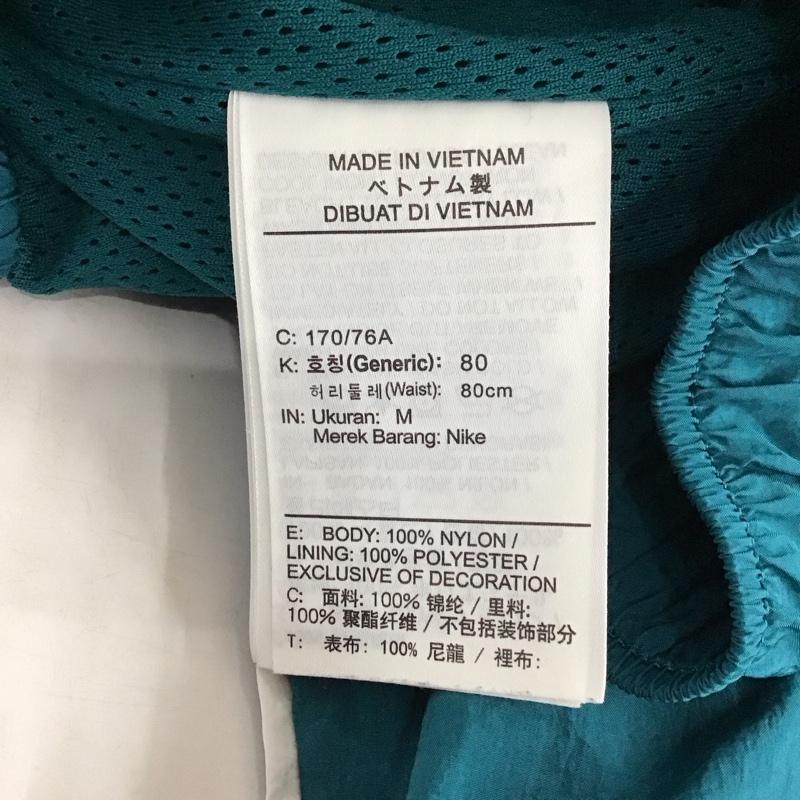 MADE IN VIETNAM
ベトナム製
DIBUAT DI VIETNAM
C: 170/76A
K: 호칭(Generic): 80
허리둘레(Waist): 80cm
IN: Ukuran: M
Merek Barang: Nike
E: BODY: 100% NYLON /
LINING: 100% POLYESTER /
EXCLUSIVE OF DECORATION
C: 面料: 100% 锦纶 / 里料:
100% 聚酯纤维 / 不包括装饰部分
T: 表布: 100% 尼龍 / 裡布: